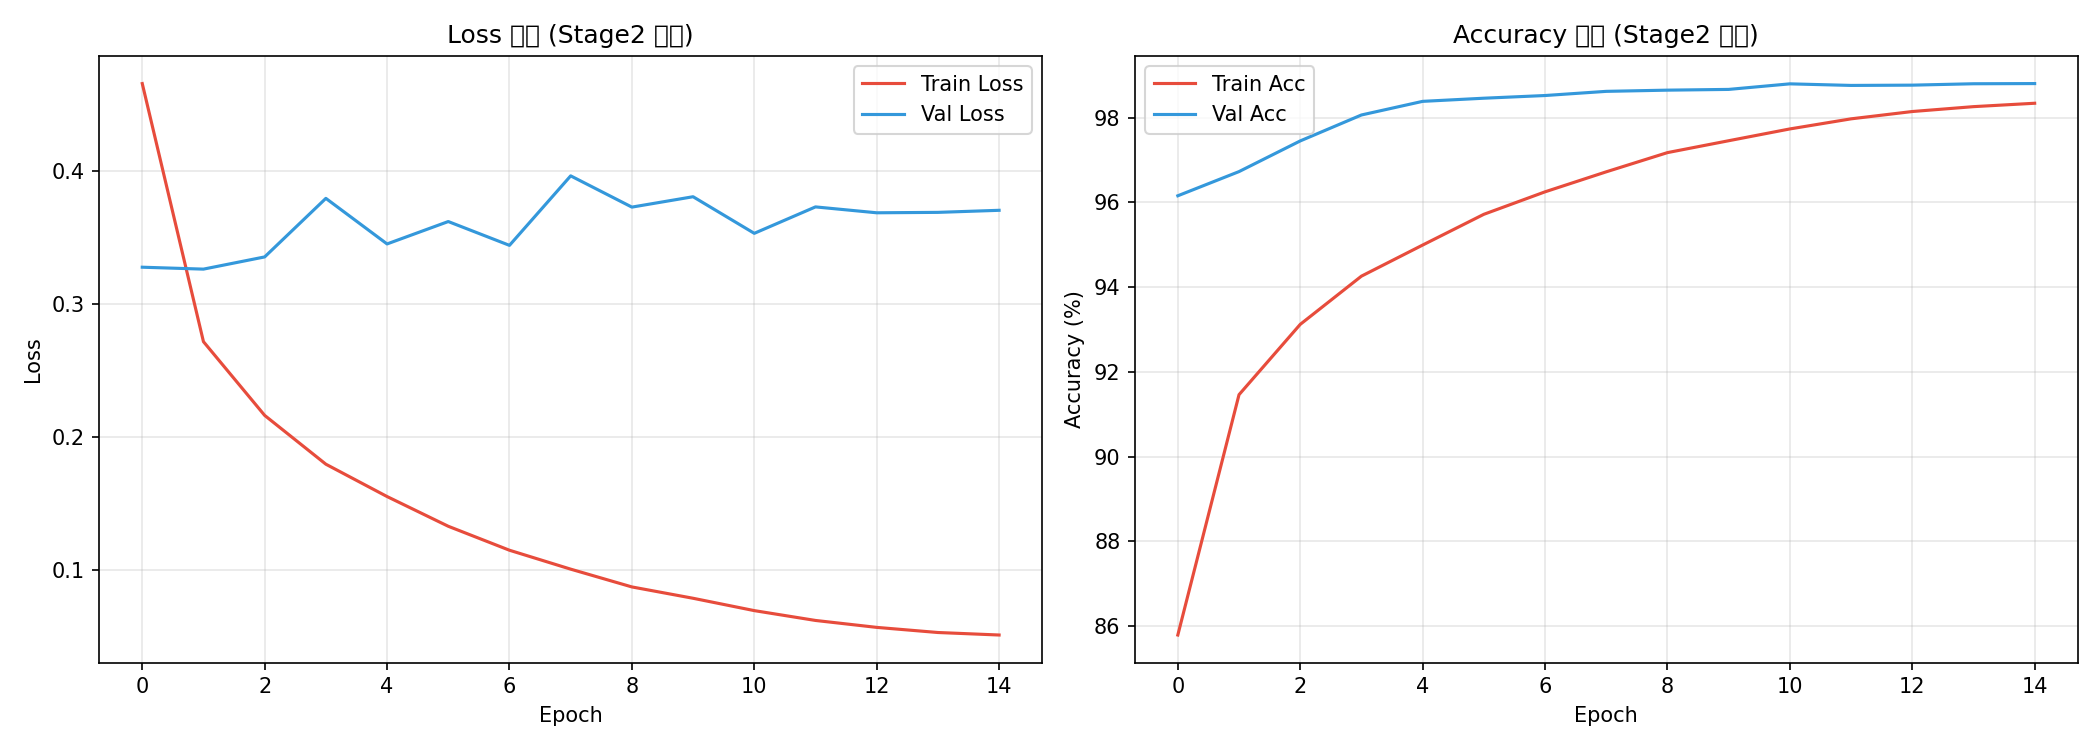 Loss (Stage2 )
Train Loss
Val Loss
0.4
0.3
0.2
0.1
Loss
0 2 4 6 8 10 12 14
Epoch
Accuracy (Stage2 )
Train Acc
Val Acc
98
96
94
92
90
88
86
Accuracy (%)
0 2 4 6 8 10 12 14
Epoch